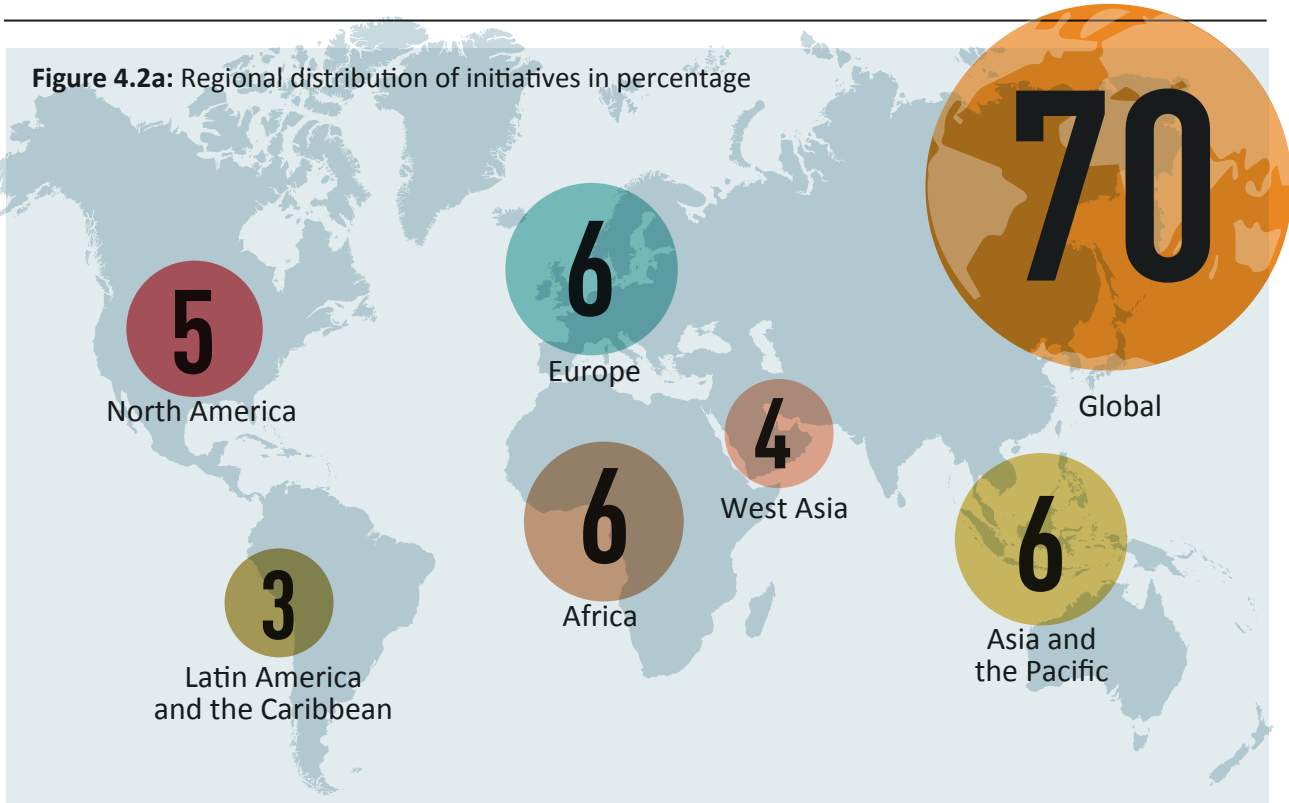 Figure 4.2a: Regional distribution of initiatives in percentage
70
Global
6
Europe
5
North America
4
West Asia
6
Africa
6
Asia and
the Pacific
3
Latin America
and the Caribbean